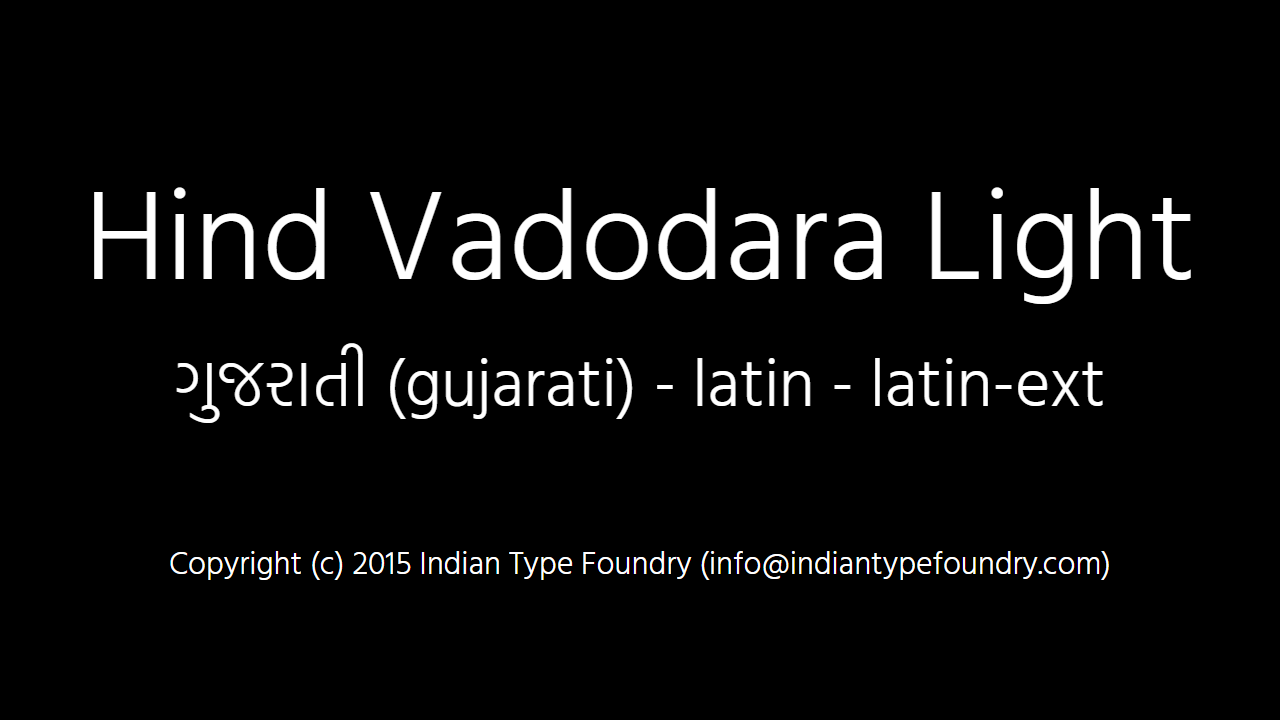 Hind Vadodara Light
ગુજરાતી (gujarati) - latin - latin-ext
Copyright (c) 2015 Indian Type Foundry (info@indiantypefoundry.com)